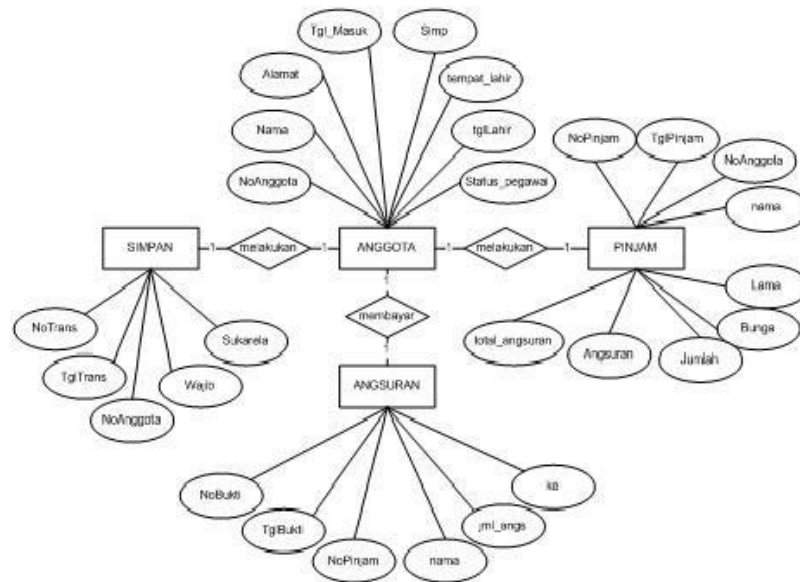 Tgl_Masuk
Simp
Alamat
tempat_lahir
Nama
tglLahir
NoAnggota
Status_pegawai
NoPinjam
TglPinjam
NoAnggota
nama
SIMPAN
1
melakukan
1
ANGGOTA
1
melakukan
1
PINJAM
1
membayar
1
ANGSURAN
NoTrans
TglTrans
NoAnggota
Wajib
Sukarela
total_angsuran
Angsuran
Jumlah
Bunga
Lama
NoBukti
TglBukti
NoPinjam
nama
jml_angs
ke